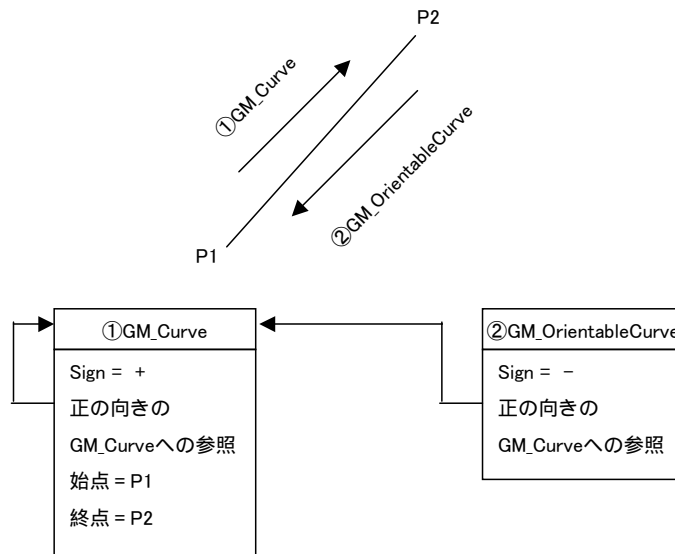 P2
①GM_Curve
②GM_OrientableCurve
P1
①GM_Curve
Sign = +
正の向きの
GM_Curveへの参照
始点 = P1
終点 = P2
②GM_OrientableCurve
Sign = −
正の向きの
GM_Curveへの参照